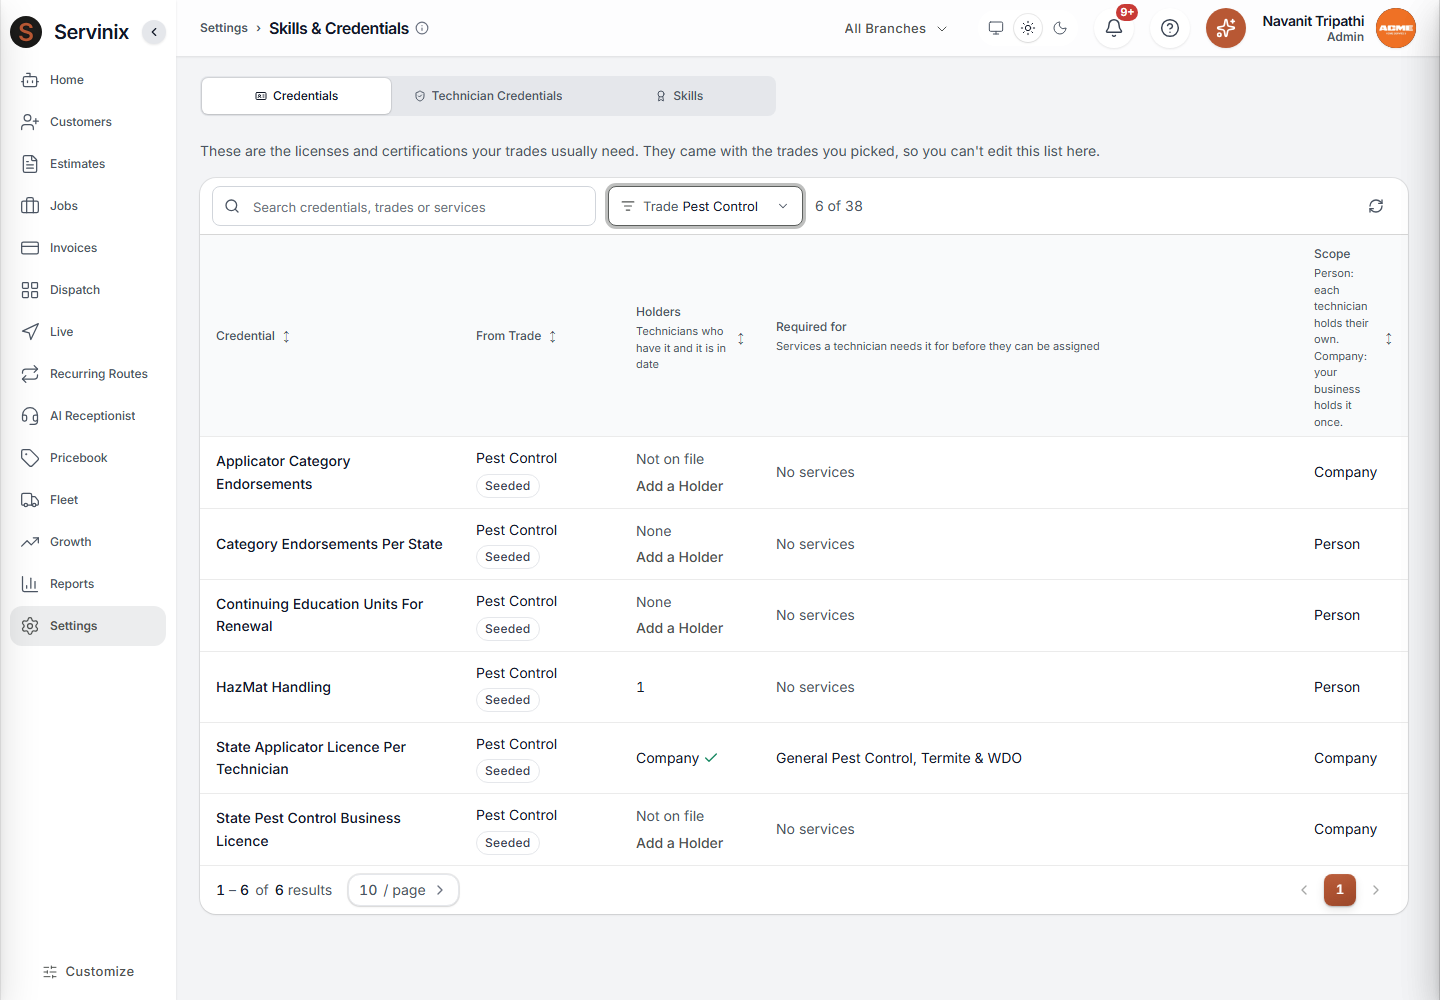 Servinix
Settings › Skills & Credentials
All Branches
9+
Navanit Tripathi
Admin
ACME
Home
Customers
Estimates
Jobs
Invoices
Dispatch
Live
Recurring Routes
AI Receptionist
Pricebook
Fleet
Growth
Reports
Settings
Customize
Credentials
Technician Credentials
Skills
These are the licenses and certifications your trades usually need. They came with the trades you picked, so you can't edit this list here.
Search credentials, trades or services
Trade Pest Control
6 of 38
Credential
From Trade
Holders
Technicians who
have it and it is in
date
Required for
Services a technician needs it for before they can be assigned
Scope
Person:
each
technician
holds their
own.
Company:
your
business
holds it
once.
Applicator Category
Endorsements
Pest Control
Seeded
Not on file
Add a Holder
No services
Company
Category Endorsements Per State
Pest Control
Seeded
None
Add a Holder
No services
Person
Continuing Education Units For
Renewal
Pest Control
Seeded
None
Add a Holder
No services
Person
HazMat Handling
Pest Control
Seeded
1
No services
Person
State Applicator Licence Per
Technician
Pest Control
Seeded
Company
General Pest Control, Termite & WDO
Company
State Pest Control Business
Licence
Pest Control
Seeded
Not on file
Add a Holder
No services
Company
1 – 6 of 6 results
10 / page
1